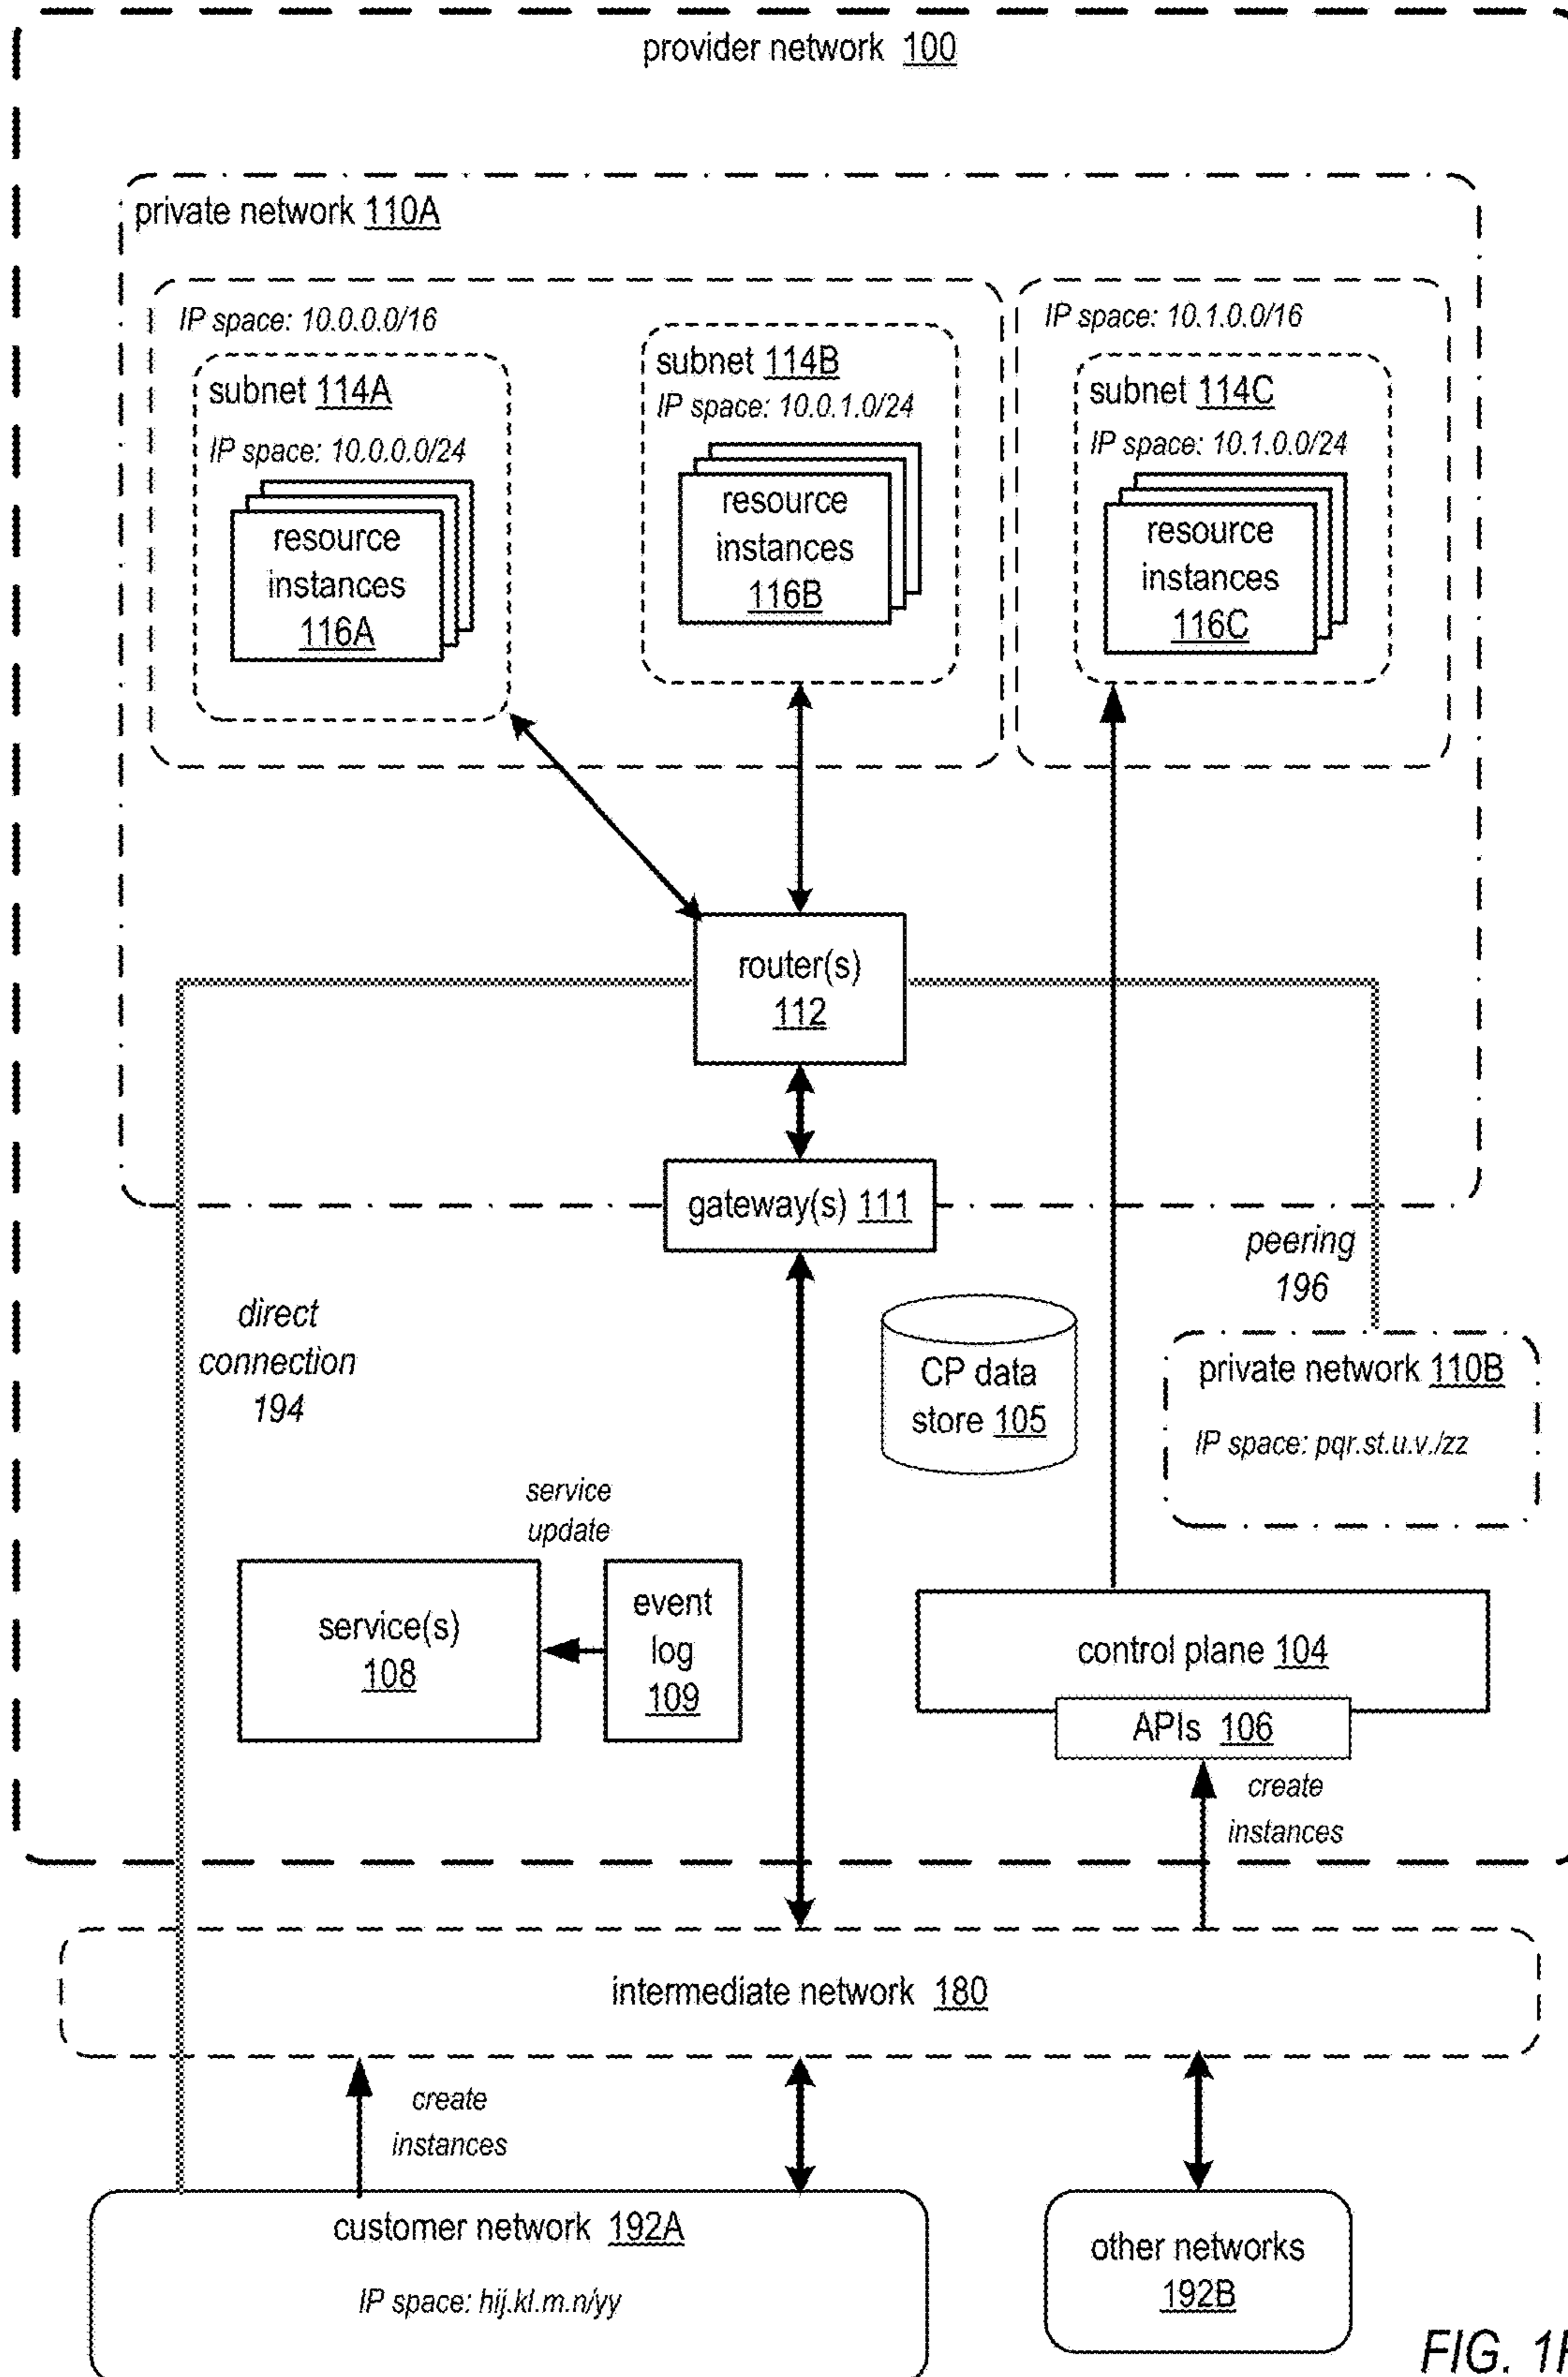 provider network 100
private network 110A
IP space: 10.0.0.0/16
subnet 114A
IP space: 10.0.0.0/24
resource
instances
116A
subnet 114B
IP space: 10.0.1.0/24
resource
instances
116B
IP space: 10.1.0.0/16
subnet 114C
IP space: 10.1.0.0/24
resource
instances
116C
router(s)
112
gateway(s) 111
peering
196
direct
connection
194
CP data
store 105
private network 110B
IP space: pqr.st.u.v./zz
service
update
service(s)
108
event
log
109
control plane 104
APIs 106
create
instances
intermediate network 180
create
instances
customer network 192A
IP space: hij.kl.m.n/yy
other networks
192B
FIG.